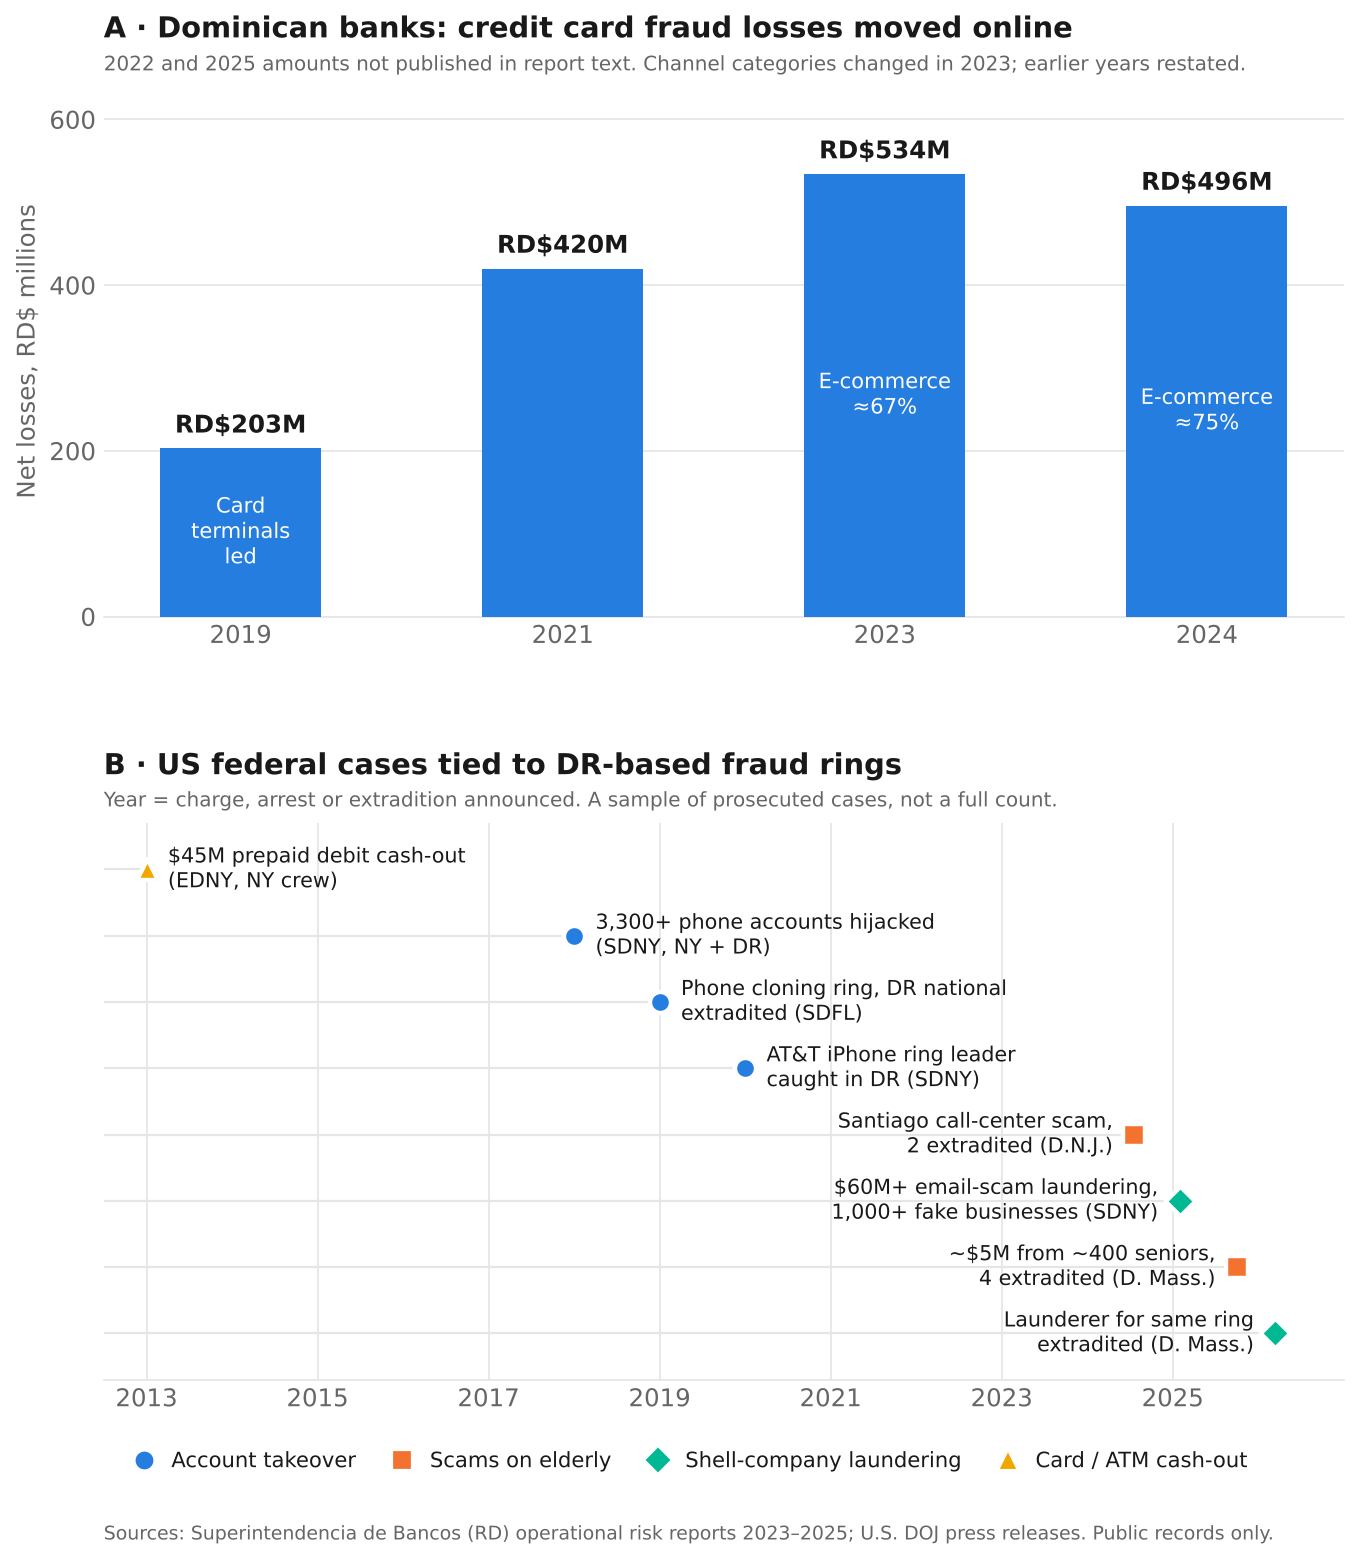 A · Dominican banks: credit card fraud losses moved online
2022 and 2025 amounts not published in report text. Channel categories changed in 2023; earlier years restated.
Net losses, RD$ millions
600
400
200
0
RD$203M
Card
terminals
led
RD$420M
RD$534M
E-commerce
≈67%
RD$496M
E-commerce
≈75%
2019
2021
2023
2024
B · US federal cases tied to DR-based fraud rings
Year = charge, arrest or extradition announced. A sample of prosecuted cases, not a full count.
$45M prepaid debit cash-out
(EDNY, NY crew)
3,300+ phone accounts hijacked
(SDNY, NY + DR)
Phone cloning ring, DR national
extradited (SDFL)
AT&T iPhone ring leader
caught in DR (SDNY)
Santiago call-center scam,
2 extradited (D.N.J.)
$60M+ email-scam laundering,
1,000+ fake businesses (SDNY)
~$5M from ~400 seniors,
4 extradited (D. Mass.)
Launderer for same ring
extradited (D. Mass.)
2013
2015
2017
2019
2021
2023
2025
Account takeover
Scams on elderly
Shell-company laundering
Card / ATM cash-out
Sources: Superintendencia de Bancos (RD) operational risk reports 2023–2025; U.S. DOJ press releases. Public records only.